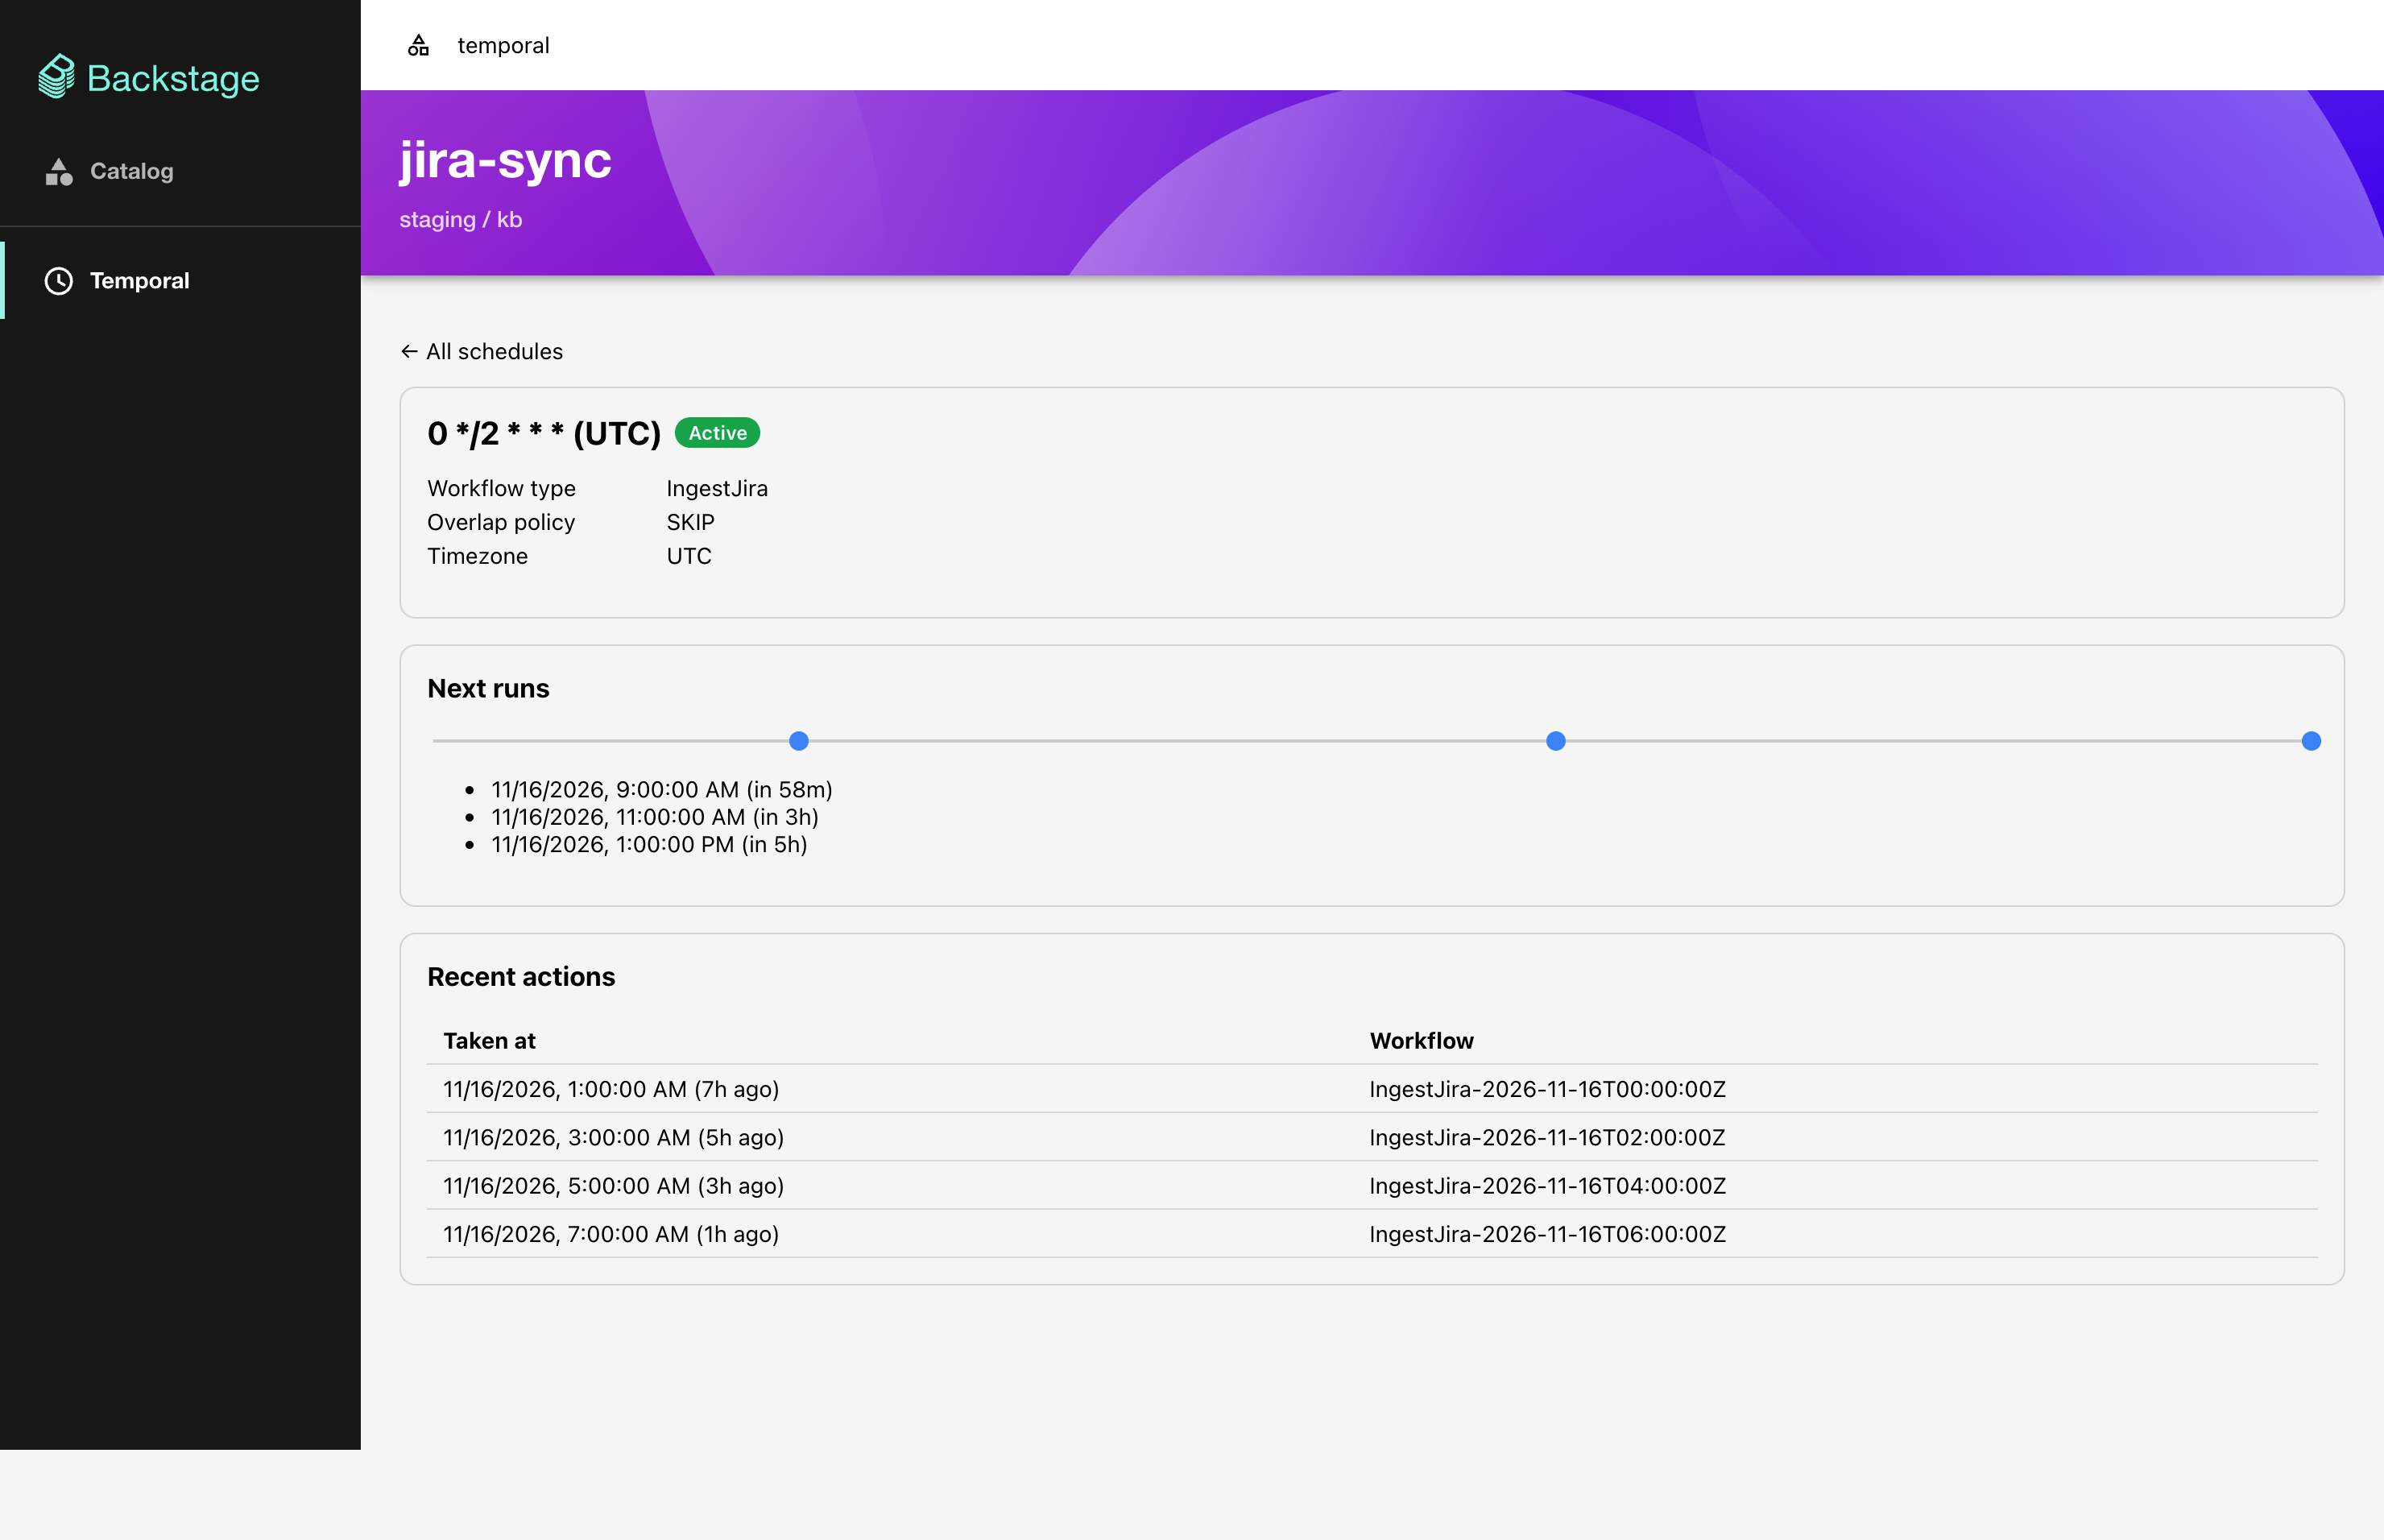 Backstage
Catalog
Temporal
temporal
jira-sync
staging / kb
← All schedules
0 */2 * * * (UTC) Active
Workflow type IngestJira
Overlap policy SKIP
Timezone UTC
Next runs
• 11/16/2026, 9:00:00 AM (in 58m)
• 11/16/2026, 11:00:00 AM (in 3h)
• 11/16/2026, 1:00:00 PM (in 5h)
Recent actions
Taken at Workflow
11/16/2026, 1:00:00 AM (7h ago) IngestJira-2026-11-16T00:00:00Z
11/16/2026, 3:00:00 AM (5h ago) IngestJira-2026-11-16T02:00:00Z
11/16/2026, 5:00:00 AM (3h ago) IngestJira-2026-11-16T04:00:00Z
11/16/2026, 7:00:00 AM (1h ago) IngestJira-2026-11-16T06:00:00Z